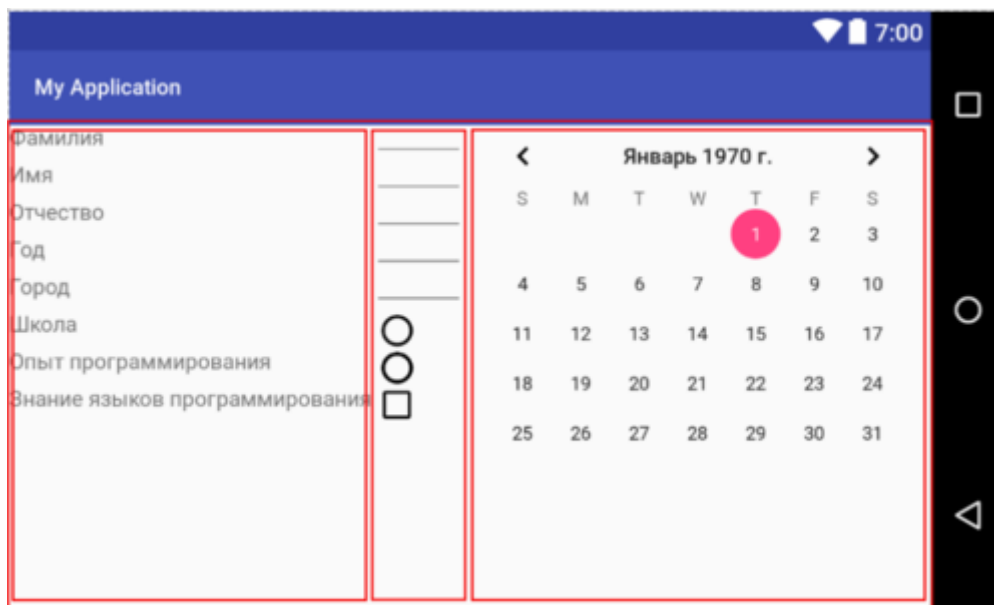 7:00
My Application
Фамилия
Имя
Отчество
Год
Город
Школа
Опыт программирования
Знание языков программирования
Январь 1970 г.
S M T W T F S
1 2 3
4 5 6 7 8 9 10
11 12 13 14 15 16 17
18 19 20 21 22 23 24
25 26 27 28 29 30 31